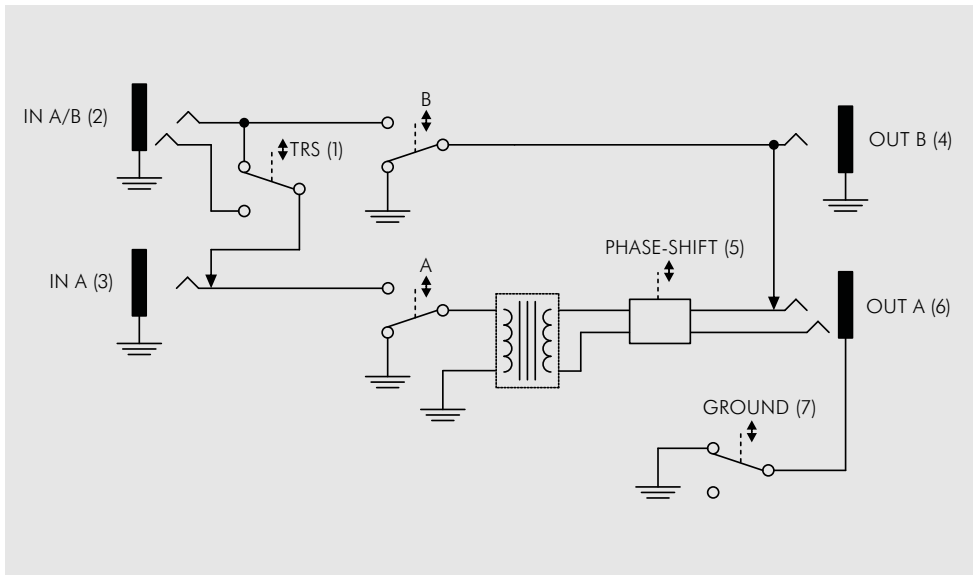 IN A/B (2)
B
TRS (1)
OUT B (4)
IN A (3)
A
PHASE-SHIFT (5)
OUT A (6)
GROUND (7)